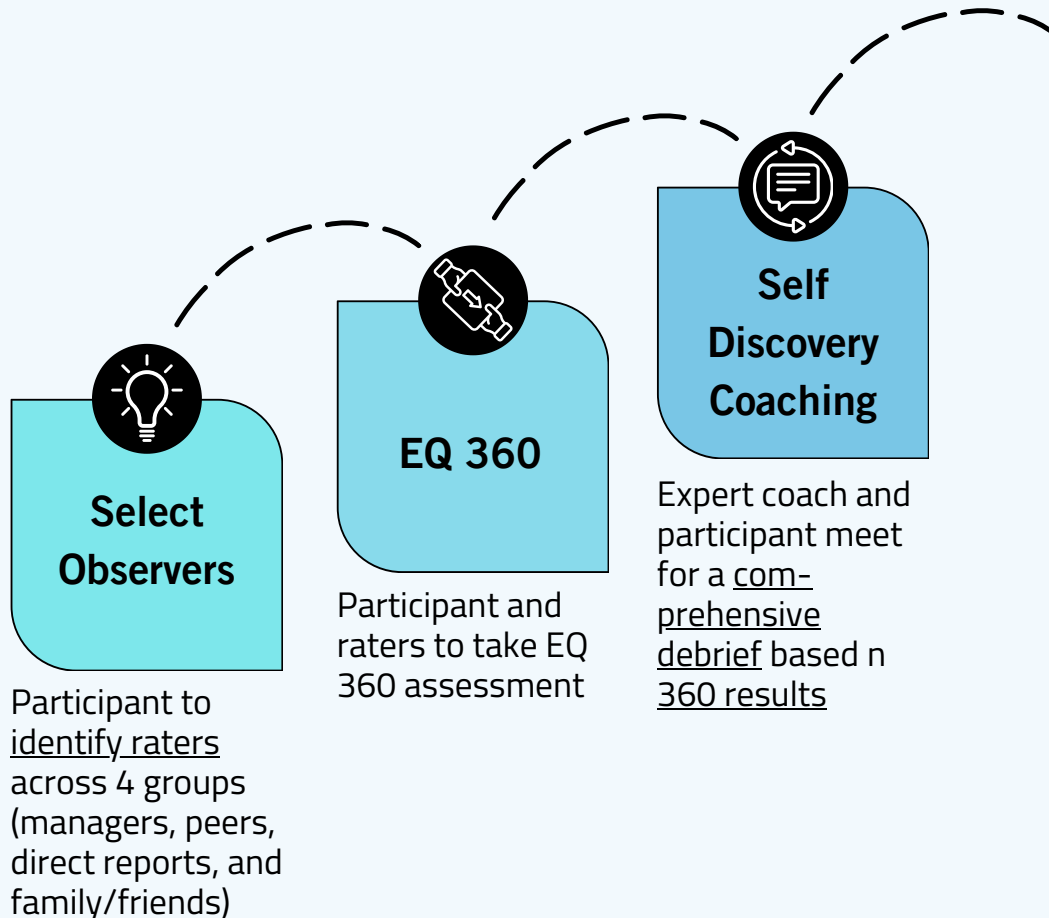 Select
Observers
Participant to
identify raters
across 4 groups
(managers, peers,
direct reports, and
family/friends)
EQ 360
Participant and
raters to take EQ
360 assessment
Self
Discovery
Coaching
Expert coach and
participant meet
for a com-
prehensive
debrief based n
360 results